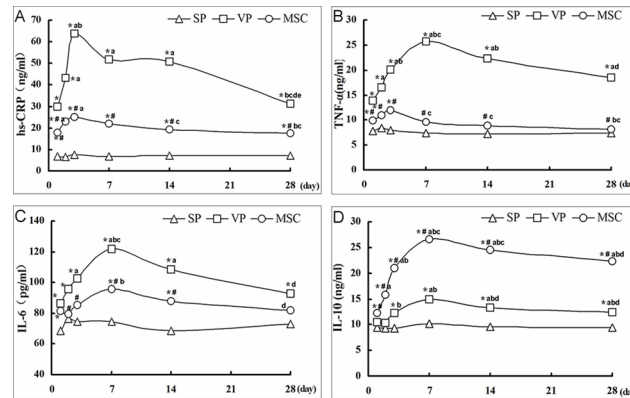 A
SP VP MSC
hs-CRP ( ng/ml)
70
60
50
40
30
20
10
0
*ab
*a
*a
*a
*
*bcde
*#a
*#a
*#
*#
*#c
*#bc
0 7 14 21 28 (day)
B
SP VP MSC
TNF-α(ng/ml)
30
25
20
15
10
5
0
*abc
*ab
*ab
*a
*
*ad
*#
*#
*#
#c
#c
#bc
0 7 14 21 28 (day)
C
SP VP MSC
IL-6 ( pg/ml)
140
120
100
80
60
40
*abc
*a
*a
*
*
*d
*#b
*#
#
#
*
d
0 7 14 21 28 (day)
D
SP VP MSC
IL-10 (ng/ml)
30
25
20
15
10
5
0
*#abc
*#abc
*#abd
*#ab
*#a
*#
*b
*ab
*abd
*abd
0 7 14 21 28 (da